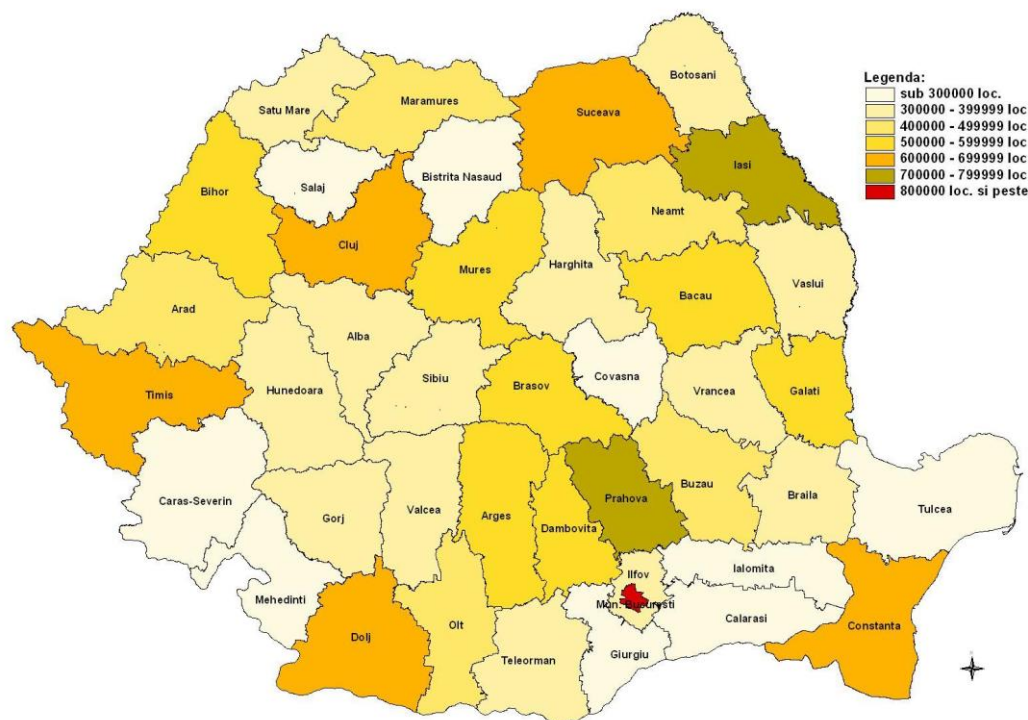 Botosani
Legenda:
sub 300000 loc.
300000 - 399999 loc
400000 - 499999 loc
500000 - 599999 loc
600000 - 699999 loc
700000 - 799999 loc
800000 loc. si peste
Satu Mare
Maramures
Suceava
Iasi
Bihor
Salaj
Bistrita Nasaud
Neamt
Cluj
Mures
Harghita
Bacau
Vaslui
Arad
Alba
Timis
Hunedoara
Sibiu
Brasov
Covasna
Vrancea
Galati
Caras-Severin
Gorj
Valcea
Arges
Dambovita
Prahova
Buzau
Braila
Tulcea
Mehedinti
Dolj
Olt
Teleorman
Giurgiu
Ilfov
Mun. Bucuresti
Ialomita
Calarasi
Constanta